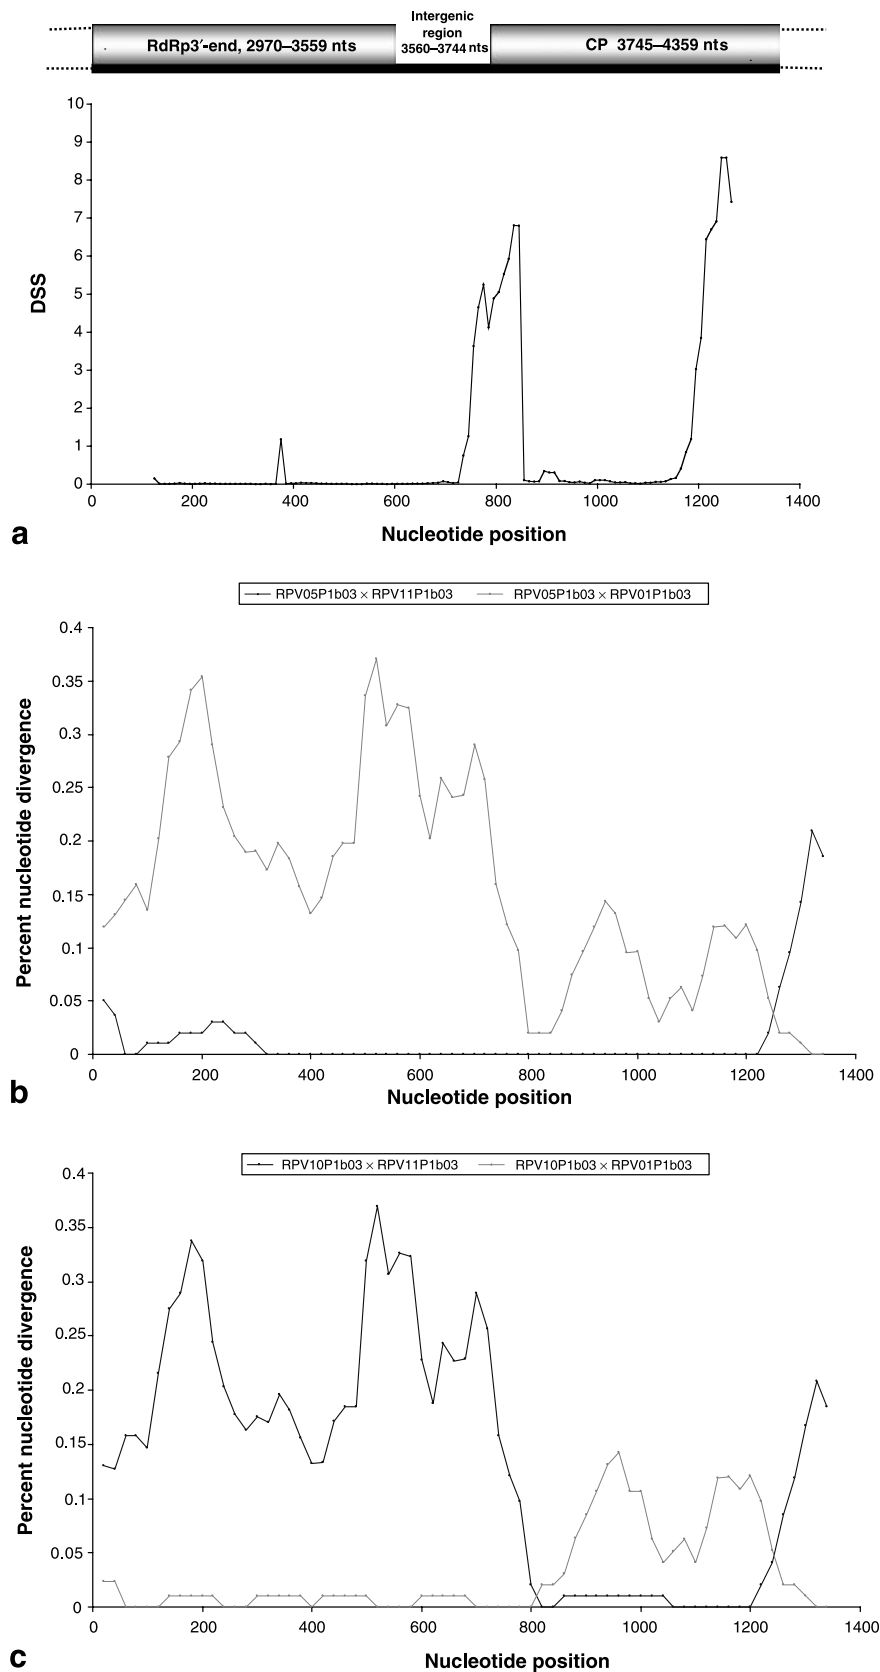 Intergenic
region
3560–3744 nts
RdRp3′-end, 2970–3559 nts
CP 3745–4359 nts
10
9
8
7
6
5
4
3
2
1
0
DSS
0 200 400 600 800 1000 1200 1400
Nucleotide position
a
RPV05P1b03 × RPV11P1b03 RPV05P1b03 × RPV01P1b03
0.4
0.35
0.3
0.25
0.2
0.15
0.1
0.05
0
Percent nucleotide divergence
0 200 400 600 800 1000 1200 1400
Nucleotide position
b
RPV10P1b03 × RPV11P1b03 RPV10P1b03 × RPV01P1b03
0.4
0.35
0.3
0.25
0.2
0.15
0.1
0.05
0
Percent nucleotide divergence
0 200 400 600 800 1000 1200 1400
Nucleotide position
c